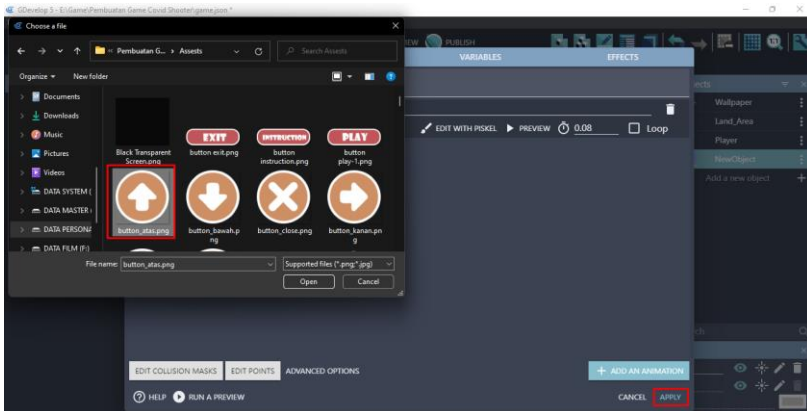 GDevelop 5 - E:\Game\Pembuatan Game Covid Shooter\game.json *
Choose a file
Pembuatan G... > Assests
Search Assests
PUBLISH
VARIABLES
EFFECTS
Organize
New folder
Documents
Downloads
Music
Pictures
Videos
DATA SYSTEM (
DATA MASTER
DATA PERSONA
DATA FILM (F:)
EXIT
INSTRUCTION
PLAY
Black Transparent Screen.png
button exit.png
button instruction.png
button play-1.png
button_atas.png
button_bawah.png
button_close.png
button_kanan.png
File name:
button_atas.png
Supported files (*.png;*.jpg)
Open
Cancel
EDIT WITH PISKEL
PREVIEW
0.08
Loop
Wallpaper
Land_Area
Player
NewObject
Add a new object
EDIT COLLISION MASKS
EDIT POINTS
ADVANCED OPTIONS
+ ADD AN ANIMATION
HELP
RUN A PREVIEW
CANCEL
APPLY